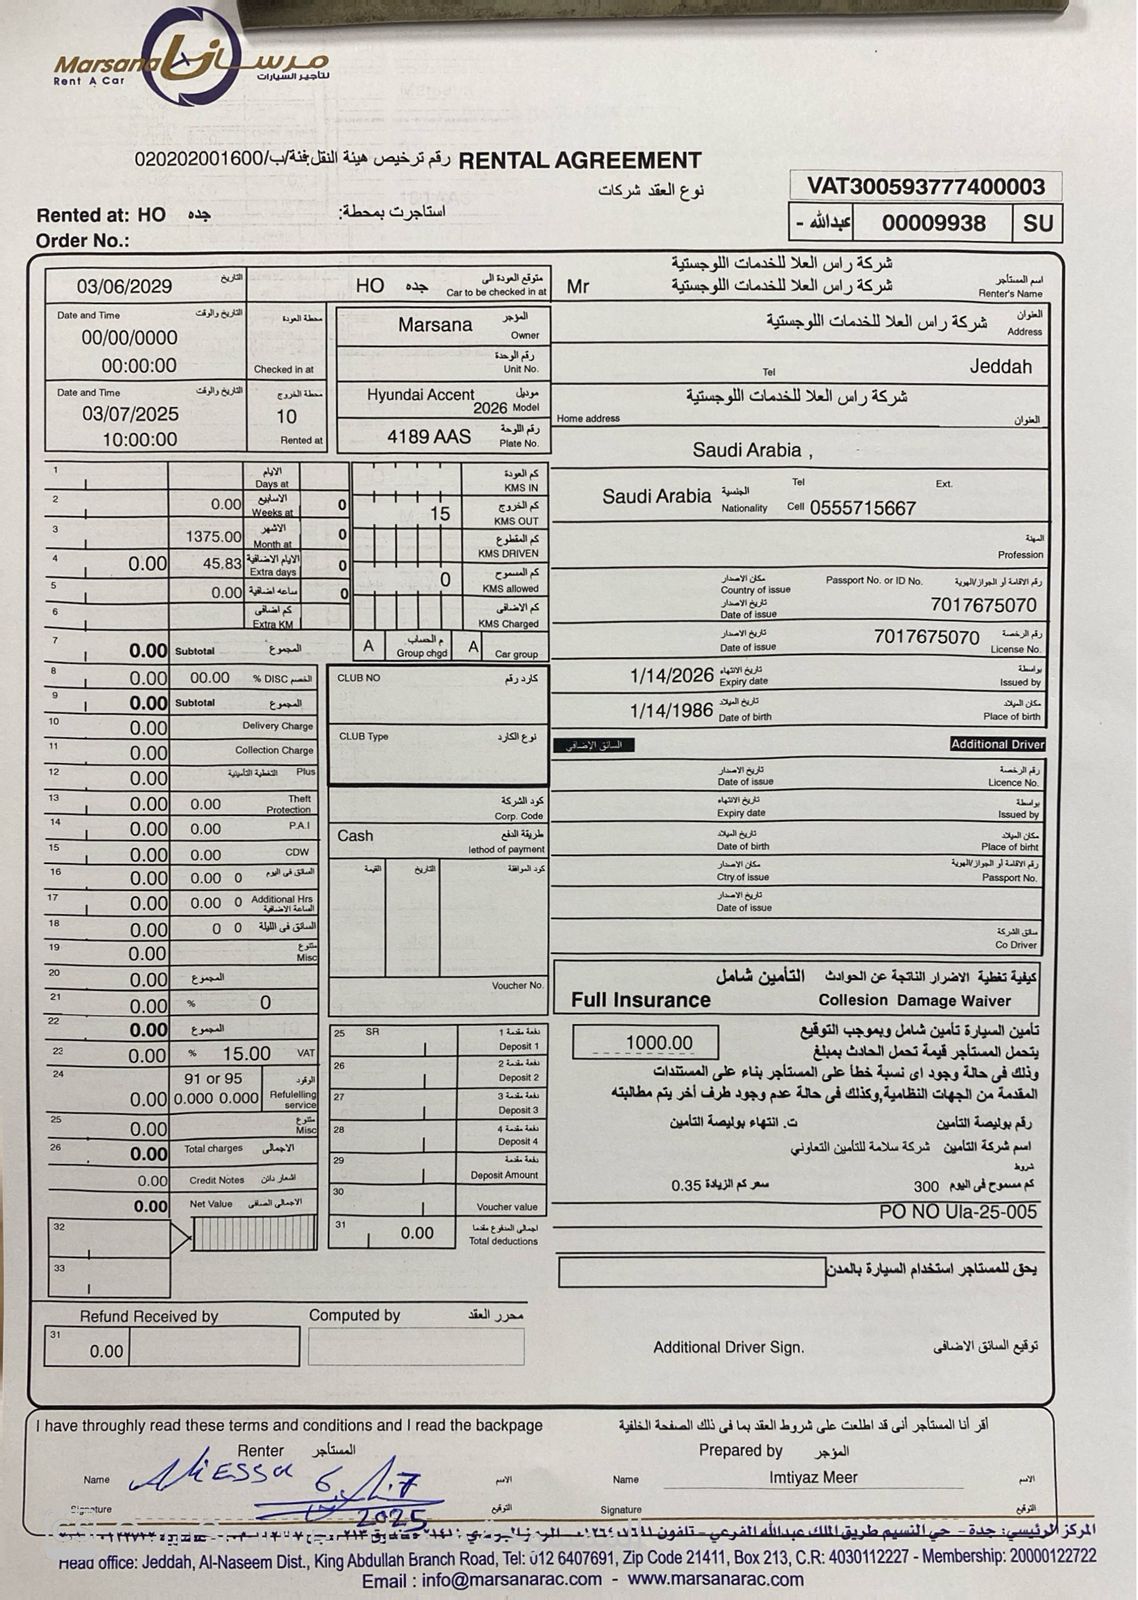 Marsana مرسانا
Rent A Car لتأجير السيارات
020202001600/رقم ترخيص هيئة النقل:فئة/ب RENTAL AGREEMENT
نوع العقد شركات
VAT300593777400003
Rented at: HO جده استاجرت بمحطة:
عبدالله - 00009938 SU
Order No.:
03/06/2029 التاريخ
HO جده متوقع العودة الى
Car to be checked in at
Mr شركة راس العلا للخدمات اللوجستية
شركة راس العلا للخدمات اللوجستية
اسم المستأجر
Renter's Name
Date and Time التاريخ والوقت محطة العودة
00/00/0000
00:00:00 Checked in at
Marsana المؤجر
Owner
رقم الوحدة
Unit No.
شركة راس العلا للخدمات اللوجستية العنوان
Address
Tel Jeddah
Date and Time التاريخ والوقت محطة الخروج
03/07/2025 10
10:00:00 Rented at
Hyundai Accent موديل
2026 Model
4189 AAS رقم اللوحة
Plate No.
شركة راس العلا للخدمات اللوجستية
Home address العنوان
Saudi Arabia ,
1 الايام
Days at
2 0.00 الاسابيع
Weeks at 0
3 1375.00 الاشهر
Month at 0
4 0.00 45.83 الايام الاضافية
Extra days 0
5 0.00 ساعه اضافية 0
6 كم اضافى
Extra KM
كم العودة
KMS IN
15 كم الخروج
KMS OUT
كم المقطوع
KMS DRIVEN
0 كم المسموح
KMS allowed
كم الاضافى
KMS Charged
A م الحساب
Group chgd A Car group
Tel Ext.
Saudi Arabia الجنسية
Nationality Cell 0555715667
المهنة
Profession
مكان الاصدار
Country of issue Passport No. or ID No. رقم الاقامة أو الجواز/الهوية
تاريخ الاصدار
Date of issue 7017675070
تاريخ الاصدار
Date of issue 7017675070 رقم الرخصة
License No.
1/14/2026 تاريخ الانتهاء
Expiry date بواسطة
Issued by
1/14/1986 تاريخ الميلاد
Date of birth مكان الميلاد
Place of birth
7 0.00 Subtotal المجموع
8 0.00 00.00 % DISC الخصم
9 0.00 Subtotal المجموع
10 0.00 Delivery Charge
11 0.00 Collection Charge
12 0.00 التغطية التأمينية Plus
13 0.00 0.00 Theft
Protection
14 0.00 0.00 P.A.I
15 0.00 0.00 CDW
16 0.00 0.00 0 السائق فى اليوم
17 0.00 0.00 0 Additional Hrs
الساعة الاضافية
18 0.00 0 0 السائق فى الليلة
19 0.00 متنوع
Misc
20 0.00 المجموع
21 0.00 % 0
22 0.00 المجموع
23 0.00 % 15.00 VAT
24 91 or 95 الوقود
0.00 0.000 0.000 Refulelling
service
25 0.00 متنوع
Misc
26 0.00 Total charges الاجمالى
0.00 Credit Notes اشعار دائن
0.00 Net Value الاجمالى الصافى
32
33
CLUB NO كارد رقم
CLUB Type نوع الكارد
كود الشركة
Corp. Code
Cash طريقة الدفع
lethod of payment
القيمة التاريخ كود الموافقة
Voucher No.
25 SR دفعة مقدمة 1
Deposit 1
26 دفعة مقدمة 2
Deposit 2
27 دفعة مقدمة 3
Deposit 3
28 دفعة مقدمة 4
Deposit 4
29 دفعة مقدمة
Deposit Amount
30 Voucher value
31 0.00 اجمالى المدفوع مقدما
Total deductions
السائق الإضافي Additional Driver
تاريخ الاصدار
Date of issue رقم الرخصة
Licence No.
تاريخ الانتهاء
Expiry date بواسطة
Issued by
تاريخ الميلاد
Date of birth مكان الميلاد
Place of birht
مكان الاصدار
Ctry of issue رقم الاقامة أو الجواز/الهوية
Passport No.
تاريخ الاصدار
Date of issue
سائق الشركة
Co Driver
كيفية تغطية الاضرار الناتجة عن الحوادث التأمين شامل
Full Insurance Collesion Damage Waiver
تأمين السيارة تأمين شامل وبموجب التوقيع
1000.00 يتحمل المستأجر قيمة تحمل الحادث بمبلغ
وذلك فى حالة وجود اى نسبة خطأ على المستأجر بناء على المستندات
المقدمة من الجهات النظامية,وكذلك فى حالة عدم وجود طرف أخر يتم مطالبته
رقم بوليصة التأمين ت. انتهاء بوليصة التأمين
اسم شركة التأمين شركة سلامة للتأمين التعاوني
شروط
كم مسموح فى اليوم 300 سعر كم الزيادة 0.35
PO NO Ula-25-005
يحق للمستاجر استخدام السيارة بالمدن
Refund Received by Computed by محرر العقد
31
0.00
Additional Driver Sign. توقيع السائق الاضافى
I have throughly read these terms and conditions and I read the backpage
أقر أنا المستأجر أنى قد اطلعت على شروط العقد بما فى ذلك الصفحة الخلفية
Renter المستأجر Prepared by المؤجر
Name Ali ESSa الاسم Name Imtiyaz Meer الاسم
Signature 2025 التوقيع Signature التوقيع
المركز الرئيسي: جدة - حي النسيم طريق الملك عبدالله الفرعي - تلفون
Head office: Jeddah, Al-Naseem Dist., King Abdullah Branch Road, Tel: 012 6407691, Zip Code 21411, Box 213, C.R: 4030112227 - Membership: 20000122722
Email : info@marsanarac.com - www.marsanarac.com